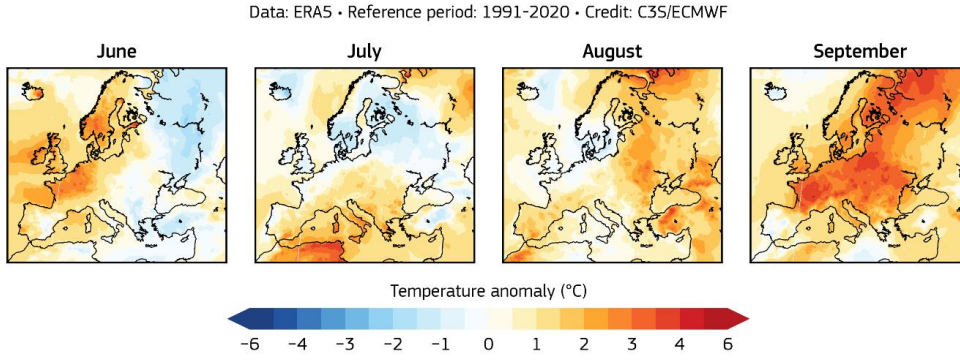 Data: ERA5 • Reference period: 1991-2020 • Credit: C3S/ECMWF
June July August September
Temperature anomaly (°C)
-6 -4 -3 -2 -1 0 1 2 3 4 6